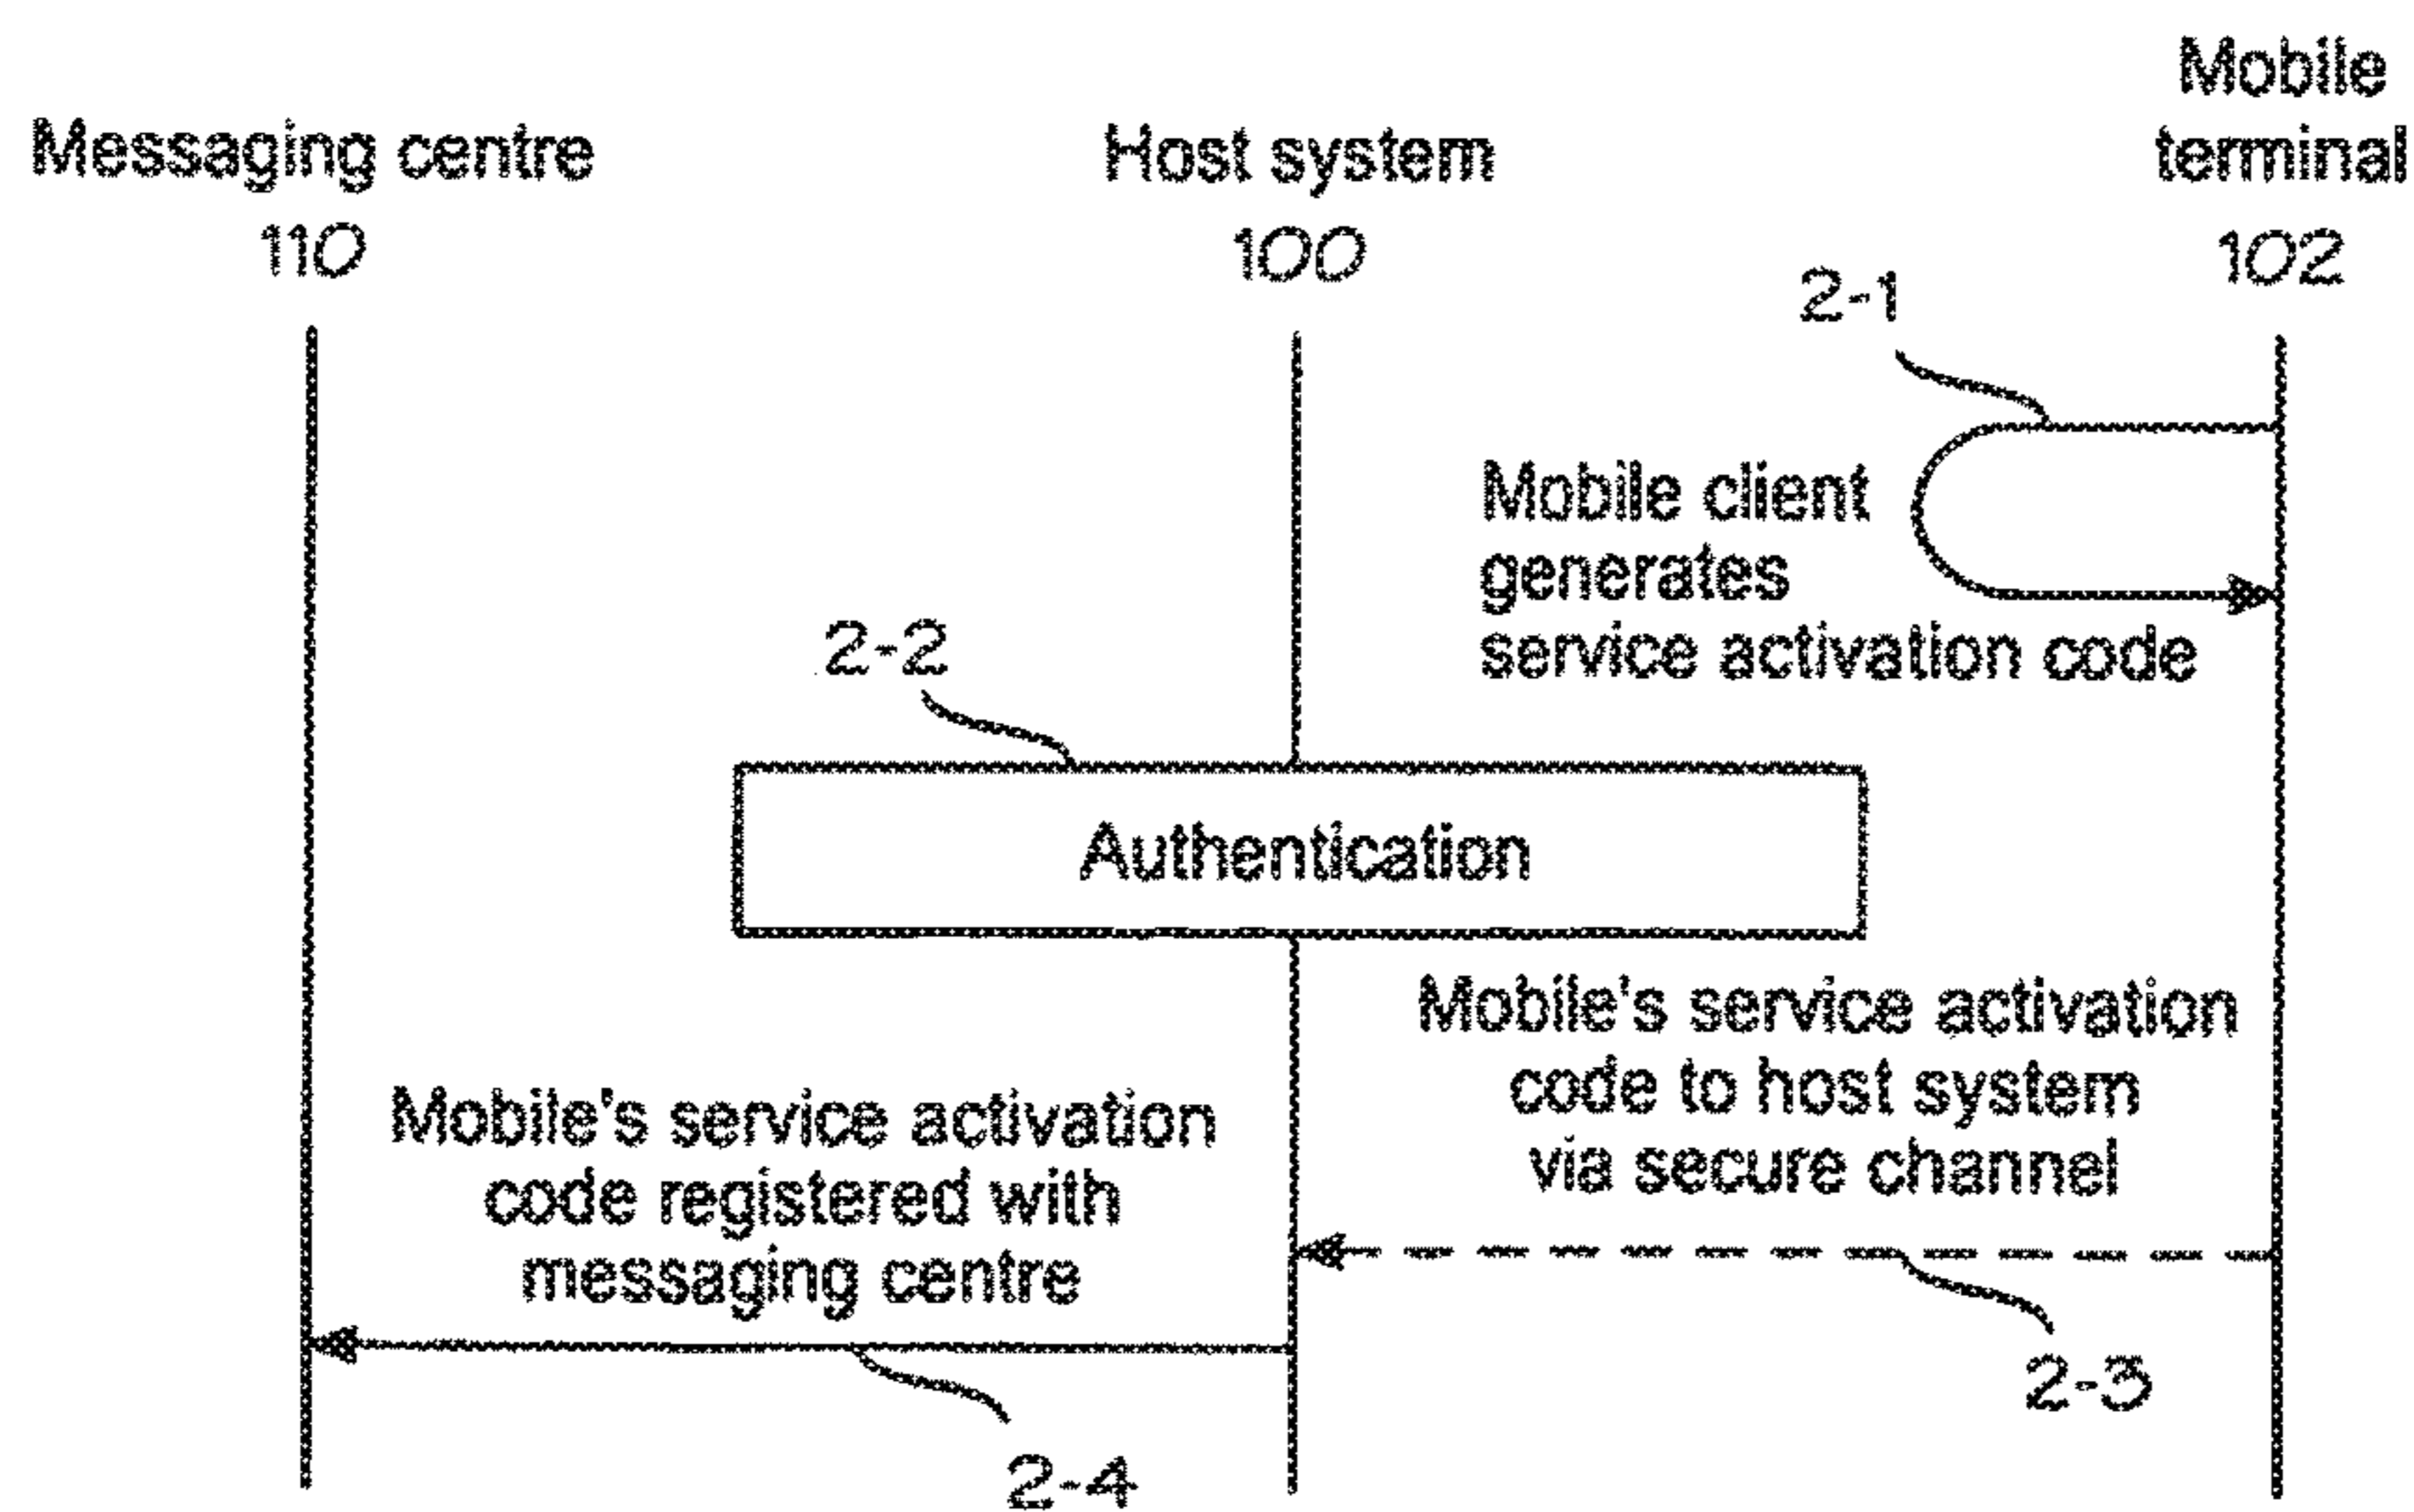 Messaging centre
110
Host system
100
Mobile
terminal
102
2-1
Mobile client
generates
service activation code
2-2
Authentication
Mobile's service activation
code to host system
via secure channel
2-3
Mobile's service activation
code registered with
messaging centre
2-4